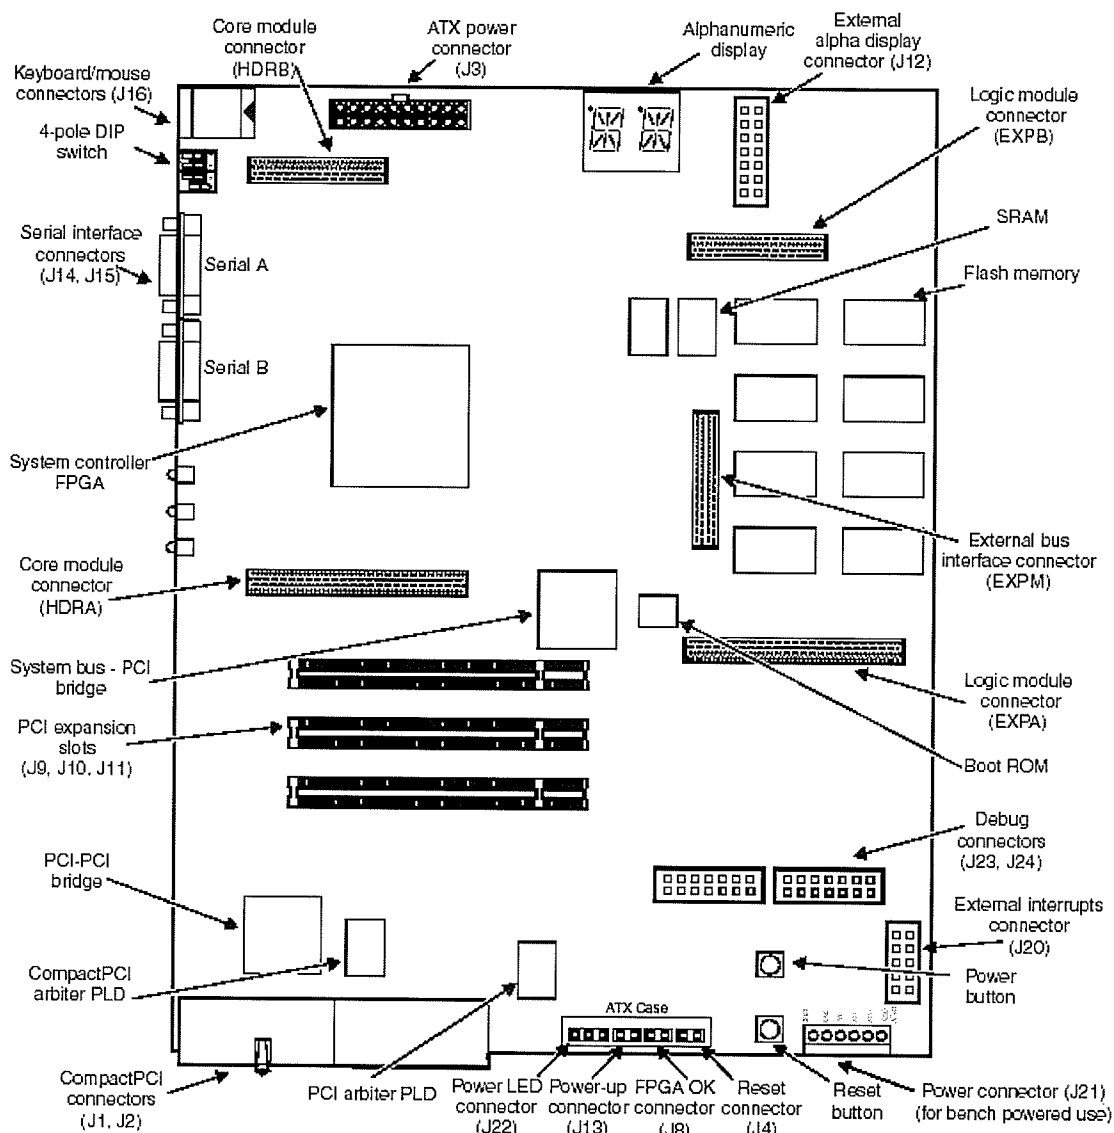 Core module
connector
(HDRB)
ATX power
connector
(J3)
Alphanumeric
display
External
alpha display
connector (J12)
Keyboard/mouse
connectors (J16)
4-pole DIP
switch
Logic module
connector
(EXPB)
Serial interface
connectors
(J14, J15)
Serial A
SRAM
Flash memory
Serial B
System controller
FPGA
External bus
interface connector
(EXPM)
Core module
connector
(HDRA)
System bus - PCI
bridge
Logic module
connector
(EXPA)
PCI expansion
slots
(J9, J10, J11)
Boot ROM
Debug
connectors
(J23, J24)
PCI-PCI
bridge
External interrupts
connector
(J20)
CompactPCI
arbiter PLD
Power
button
ATX Case
CompactPCI
connectors
(J1, J2)
PCI arbiter PLD
Power LED
connector
(J22)
Power-up
connector
(J13)
FPGA OK
connector
(J8)
Reset
connector
(J4)
Reset
button
Power connector (J21)
(for bench powered use)